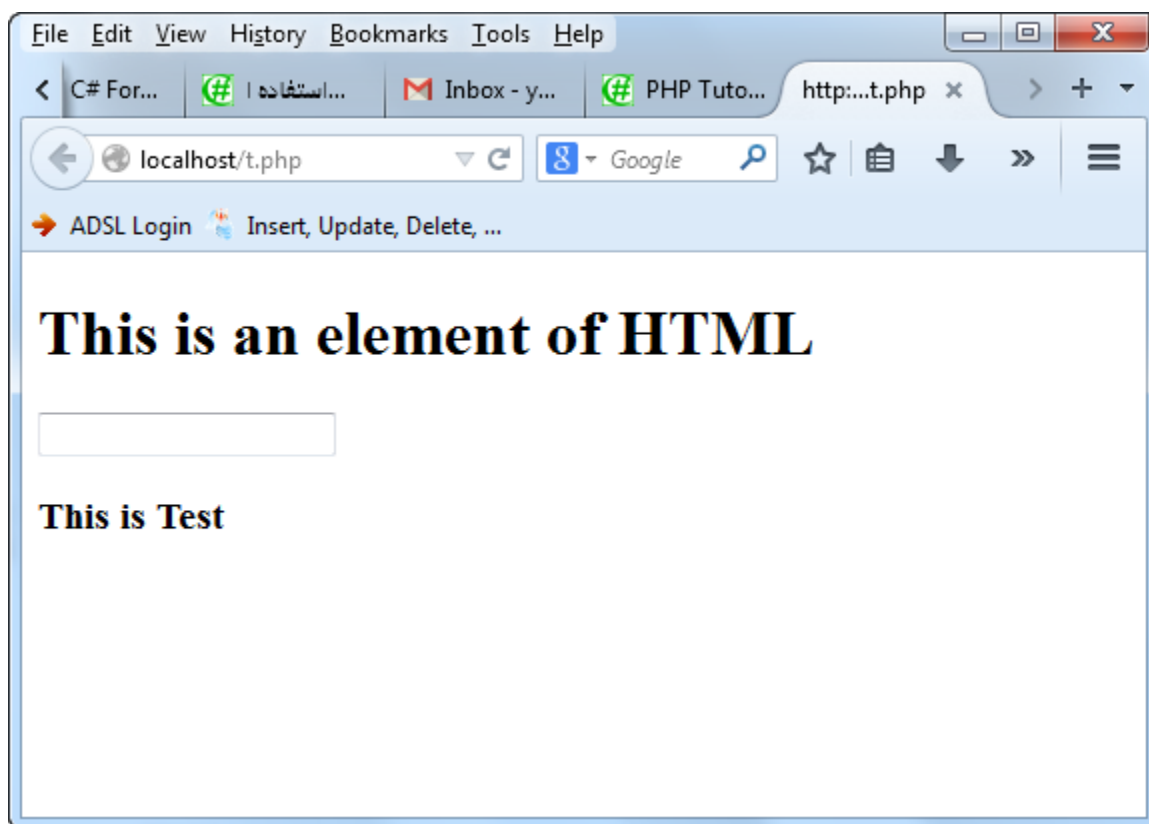 File Edit View History Bookmarks Tools Help
C# For... استفاده ا... Inbox - y... PHP Tuto... http:...t.php
localhost/t.php 8 Google
ADSL Login Insert, Update, Delete, ...
This is an element of HTML
This is Test